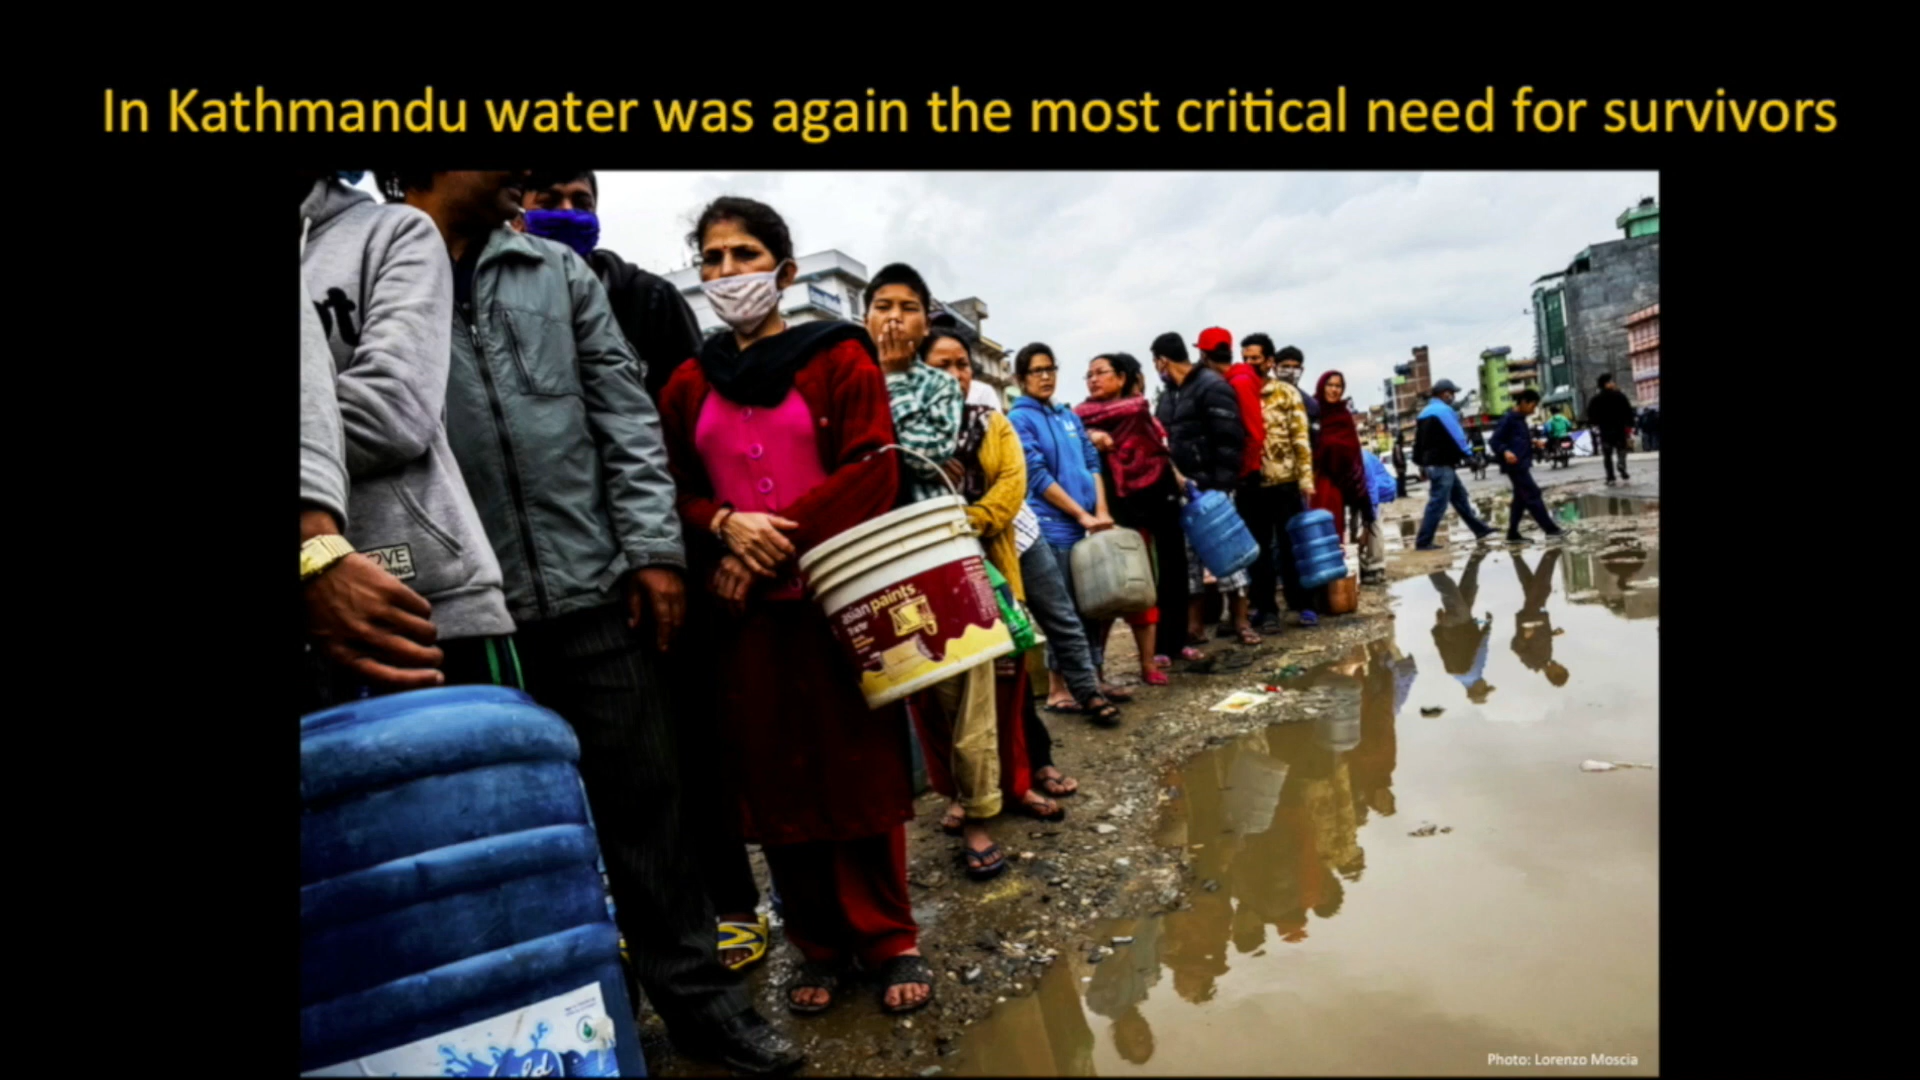 In Kathmandu water was again the most critical need for survivors
asian paints
Photo: Lorenzo Moscia